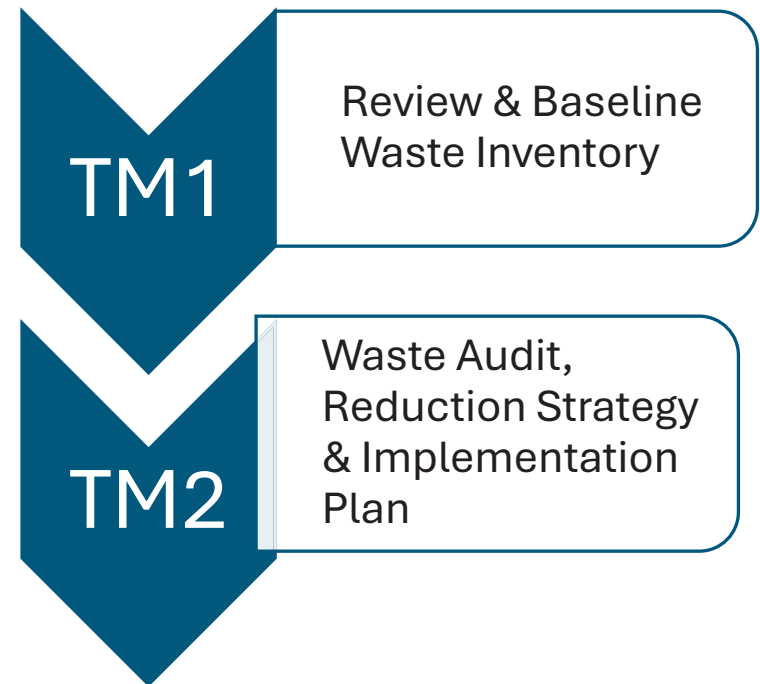 TM1
Review & Baseline
Waste Inventory
TM2
Waste Audit,
Reduction Strategy
& Implementation
Plan